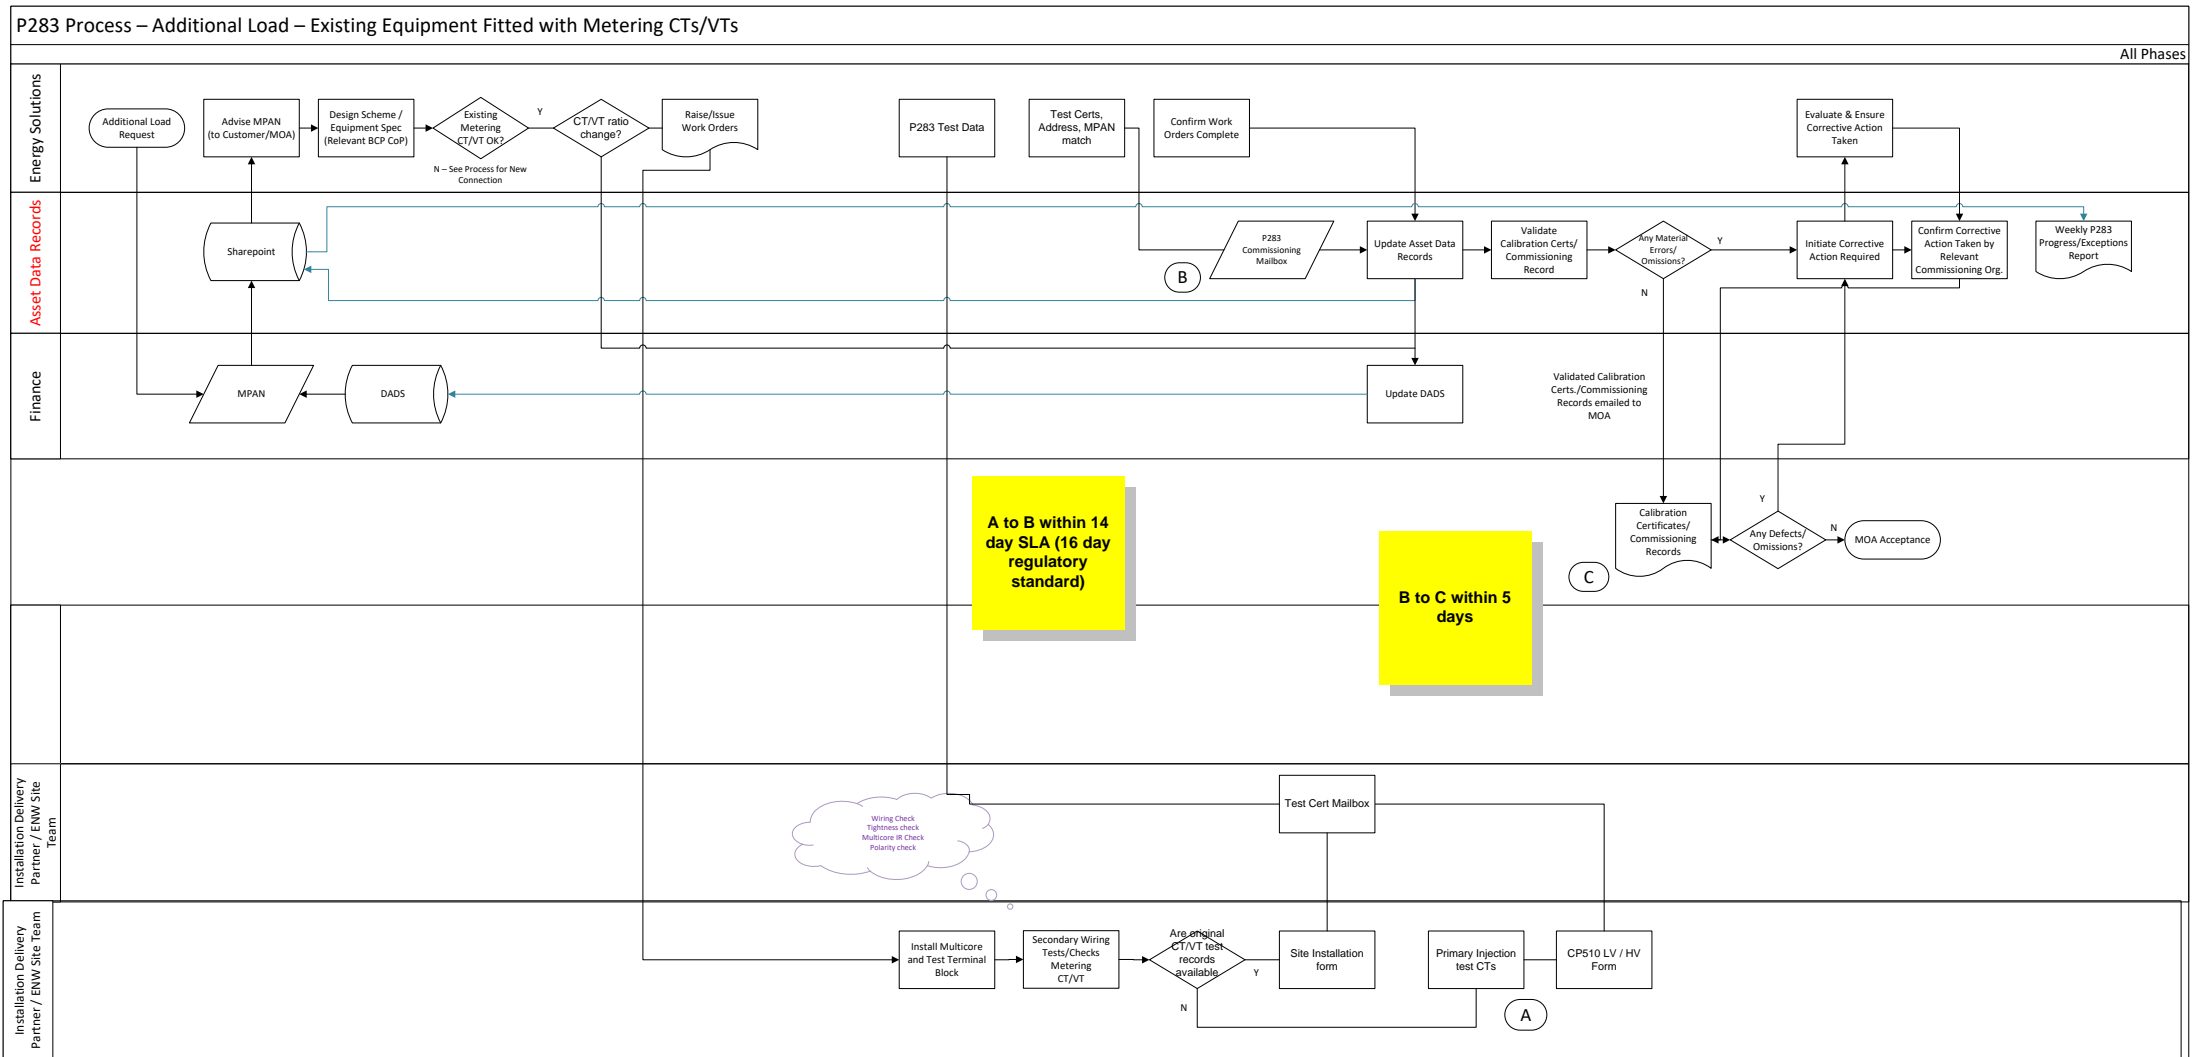 P283 Process – Additional Load – Existing Equipment Fitted with Metering CTs/VTs
All Phases
Energy Solutions
Additional Load
Request
Advise MPAN
(to Customer/MOA)
Design Scheme /
Equipment Spec
(Relevant BCP CoP)
Existing
Metering
CT/VT OK?
Y
N – See Process for New
Connection
CT/VT ratio
change?
Raise/Issue
Work Orders
P283 Test Data
Test Certs,
Address, MPAN
match
Confirm Work
Orders Complete
Evaluate & Ensure
Corrective Action
Taken
Asset Data Records
Sharepoint
B
P283
Commissioning
Mailbox
Update Asset Data
Records
Validate
Calibration Certs/
Commissioning
Record
Any Material
Errors/
Omissions?
Y
N
Initiate Corrective
Action Required
Confirm Corrective
Action Taken by
Relevant
Commissioning Org.
Weekly P283
Progress/Exceptions
Report
Finance
MPAN
DADS
Update DADS
Validated Calibration
Certs./Commissioning
Records emailed to
MOA
A to B within 14
day SLA (16 day
regulatory
standard)
B to C within 5
days
C
Calibration
Certificates/
Commissioning
Records
Y
Any Defects/
Omissions?
N
MOA Acceptance
Installation Delivery
Partner / ENW Site
Team
Wiring Check
Tightness check
Multicore IR Check
Polarity check
Test Cert Mailbox
Installation Delivery
Partner / ENW Site Team
Install Multicore
and Test Terminal
Block
Secondary Wiring
Tests/Checks
Metering
CT/VT
Are original
CT/VT test
records
available
Y
N
Site Installation
form
Primary Injection
test CTs
CP510 LV / HV
Form
A